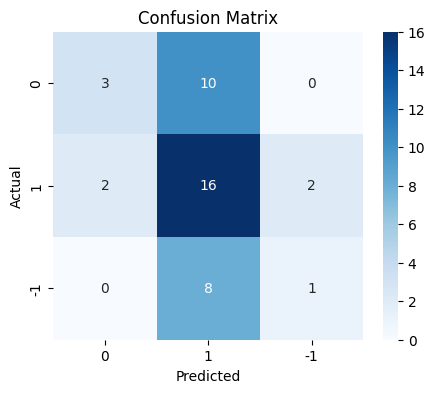 Confusion Matrix
0 3 10 0
1 2 16 2
-1 0 8 1
0 1 -1
Actual
Predicted
16
14
12
10
8
6
4
2
0